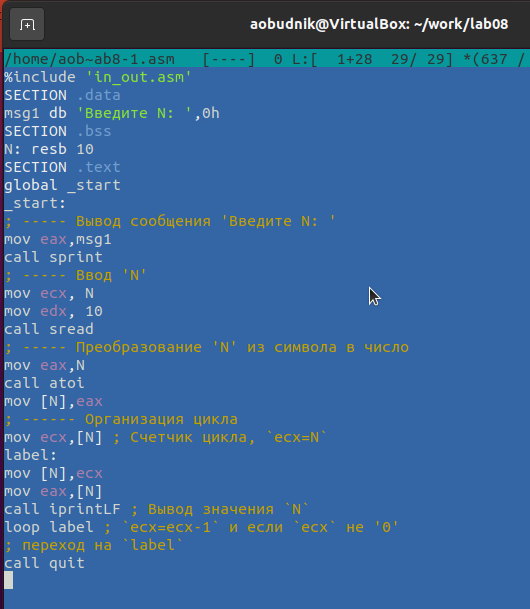 aobudnik@VirtualBox: ~/work/lab08
/home/aob~ab8-1.asm [----] 0 L:[ 1+28 29/ 29] *(637 /
%include 'in_out.asm'
SECTION .data
msg1 db 'Введите N: ',0h
SECTION .bss
N: resb 10
SECTION .text
global _start
_start:
; ----- Вывод сообщения 'Введите N: '
mov eax,msg1
call sprint
; ----- Ввод 'N'
mov ecx, N
mov edx, 10
call sread
; ----- Преобразование 'N' из символа в число
mov eax,N
call atoi
mov [N],eax
; ------ Организация цикла
mov ecx,[N] ; Счетчик цикла, `ecx=N`
label:
mov [N],ecx
mov eax,[N]
call iprintLF ; Вывод значения `N`
loop label ; `ecx=ecx-1` и если `ecx` не '0'
; переход на `label`
call quit